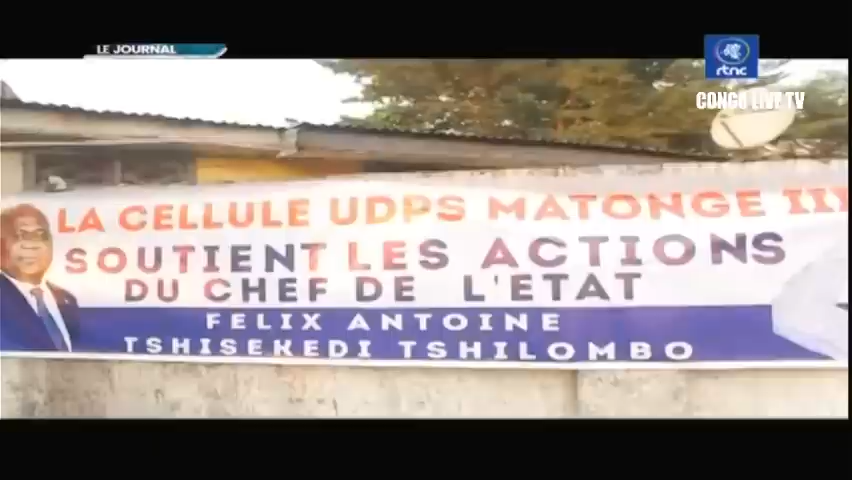 LE JOURNAL
rtnc
CONGO LIVE TV
LA CELLULE UDPS MATONGE III
SOUTIENT LES ACTIONS
DU CHEF DE L'ETAT
FELIX ANTOINE
TSHISEKEDI TSHILOMBO